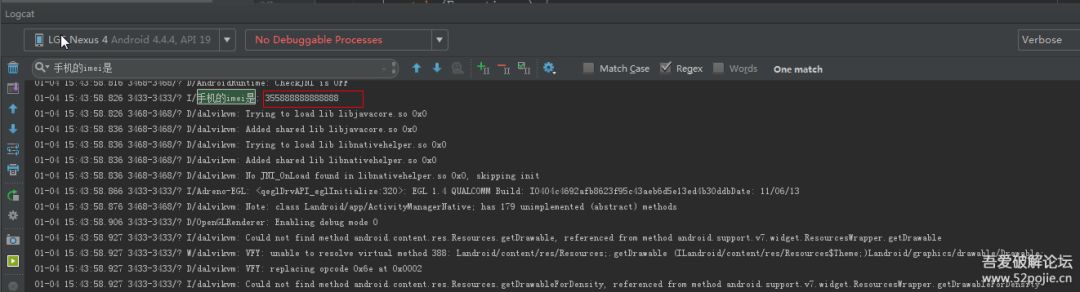 Logcat
LGE Nexus 4 Android 4.4.4, API 19
No Debuggable Processes
Verbose
手机的imei是
Match Case
Regex
Words
One match
01-04 15:43:58.816 3468-3468/? D/AndroidRuntime: CheckJNI is OFF
01-04 15:43:58.826 3433-3433/? I/手机的imei是: 355888888888888
01-04 15:43:58.826 3468-3468/? D/dalvikvm: Trying to load lib libjavacore.so 0x0
01-04 15:43:58.826 3468-3468/? D/dalvikvm: Added shared lib libjavacore.so 0x0
01-04 15:43:58.836 3468-3468/? D/dalvikvm: Trying to load lib libnativehelper.so 0x0
01-04 15:43:58.836 3468-3468/? D/dalvikvm: Added shared lib libnativehelper.so 0x0
01-04 15:43:58.836 3468-3468/? D/dalvikvm: No JNI_OnLoad found in libnativehelper.so 0x0, skipping init
01-04 15:43:58.866 3433-3433/? I/Adreno-EGL: <qeglDrvAPI_eglInitialize:320>: EGL 1.4 QUALCOMM Build: I0404c4692afb8623f95c43aeb6d5e13ed4b30ddbDate: 11/06/13
01-04 15:43:58.876 3468-3468/? D/dalvikvm: Note: class Landroid/app/ActivityManagerNative; has 179 unimplemented (abstract) methods
01-04 15:43:58.906 3433-3433/? D/OpenGLRenderer: Enabling debug mode 0
01-04 15:43:58.927 3433-3433/? I/dalvikvm: Could not find method android.content.res.Resources.getDrawable, referenced from method android.support.v7.widget.ResourcesWrapper.getDrawable
01-04 15:43:58.927 3433-3433/? W/dalvikvm: VFY: unable to resolve virtual method 388: Landroid/content/res/Resources;.getDrawable (ILandroid/content/res/Resources$Theme;)Landroid/graphics/drawable/Drawable;
01-04 15:43:58.927 3433-3433/? D/dalvikvm: VFY: replacing opcode 0x6e at 0x0002
01-04 15:43:58.927 3433-3433/? I/dalvikvm: Could not find method android.content.res.Resources.getDrawableForDensity, referenced from method android.support.v7.widget.ResourcesWrapper.getDrawableForDensity
吾爱破解论坛
www.52pojie.cn